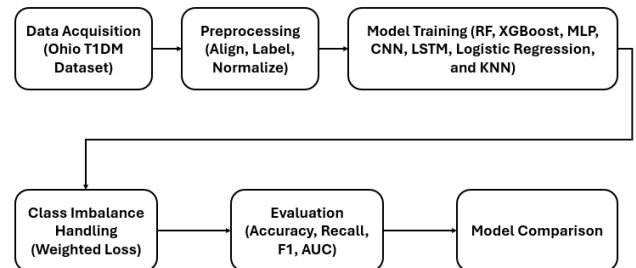 Data Acquisition
(Ohio T1DM
Dataset)
Preprocessing
(Align, Label,
Normalize)
Model Training (RF, XGBoost, MLP,
CNN, LSTM, Logistic Regression,
and KNN)
Class Imbalance
Handling
(Weighted Loss)
Evaluation
(Accuracy, Recall,
F1, AUC)
Model Comparison